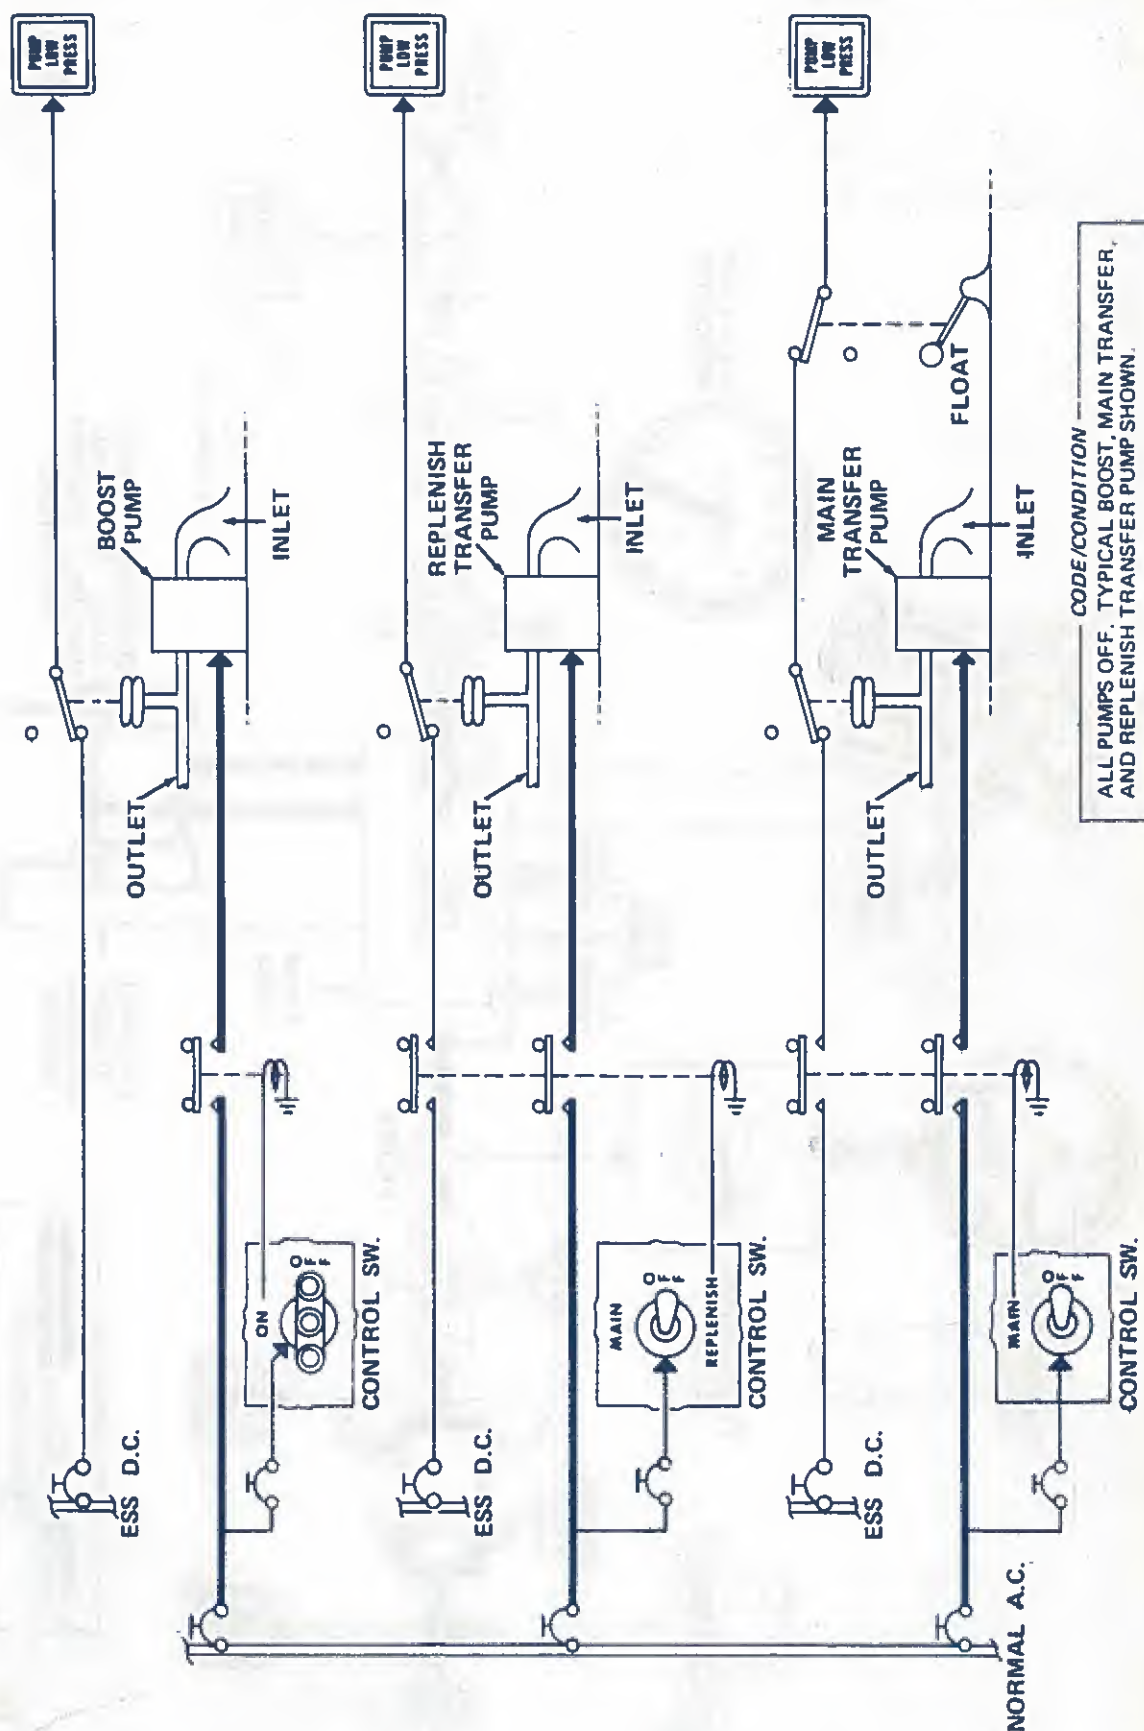 PUMP
LOW
PRESS
BOOST
PUMP
INLET
OUTLET
ON
OFF
CONTROL SW.
ESS D.C.
PUMP
LOW
PRESS
REPLENISH
TRANSFER
PUMP
INLET
OUTLET
MAIN
OFF
REPLENISH
CONTROL SW.
ESS D.C.
PUMP
LOW
PRESS
FLOAT
MAIN
TRANSFER
PUMP
INLET
OUTLET
MAIN
OFF
CONTROL SW.
ESS D.C.
NORMAL A.C.
CODE/CONDITION
ALL PUMPS OFF. TYPICAL BOOST, MAIN TRANSFER,
AND REPLENISH TRANSFER PUMP SHOWN.